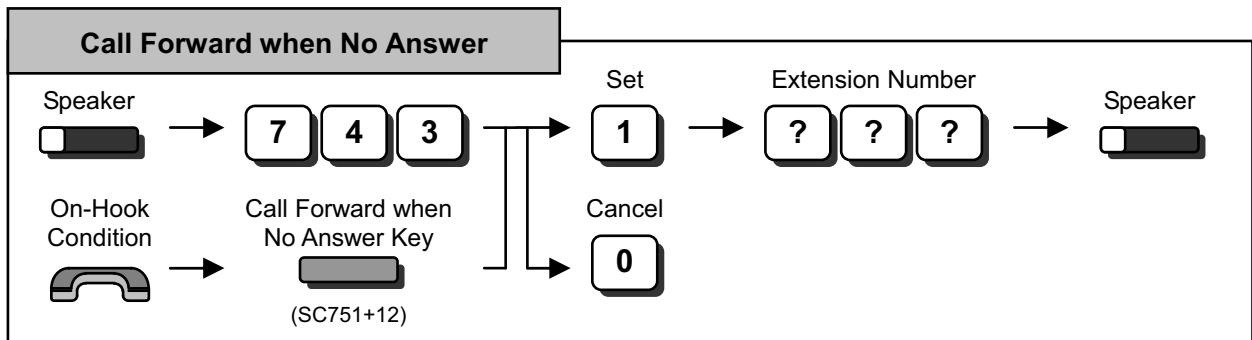 Call Forward when No Answer
Set
Extension Number
Speaker
Speaker
7 4 3
1
? ? ?
On-Hook
Condition
Call Forward when
No Answer Key
Cancel
0
(SC751+12)